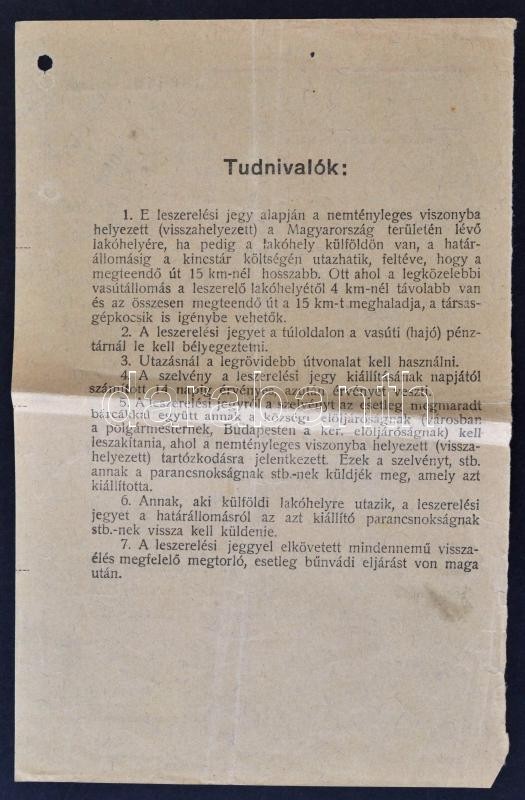 Tudnivalók:
1. E leszerelési jegy alapján a nemtényleges viszonyba
helyezett (visszahelyezett) a Magyarország területén lévő
lakóhelyére, ha pedig a lakóhely külföldön van, a határ-
állomásig a kincstár költségén utazhatik, feltéve, hogy a
megteendő út 15 km-nél hosszabb. Ott ahol a legközelebbi
vasútállomás a leszerelő lakóhelyétől 4 km-nél távolabb van
és az összesen megteendő út a 15 km-t meghaladja, a társas-
gépkocsik is igénybe vehetők.
2. A leszerelési jegyet a túloldalon a vasúti (hajó) pénz-
tárnál le kell bélyegeztetni.
3. Utazásnál a legrövidebb útvonalat kell használni.
4. A szelvény a leszerelési jegy kiállításának napjától
számított 14 napig érvényes, azután érvényét veszti.
5. A leszerelési jegyről a szelvényt az esetleg megmaradt
bárcákkal együtt annak a községi elöljáróságnak (városban
a polgármesternek, Budapesten a ker. elöljáróságnak) kell
leszakítania, ahol a nemtényleges viszonyba helyezett (vissza-
helyezett) tartózkodásra jelentkezett. Ezek a szelvényt, stb.
annak a parancsnokságnak stb.-nek küldjék meg, amely azt
kiállította.
6. Annak, aki külföldi lakóhelyre utazik, a leszerelési
jegyet a határállomásról az azt kiállító parancsnokságnak
stb.-nek vissza kell küldenie.
7. A leszerelési jeggyel elkövetett mindennemű vissza-
élés megfelelő megtorló, esetleg bűnvádi eljárást von maga
után.
darabanth